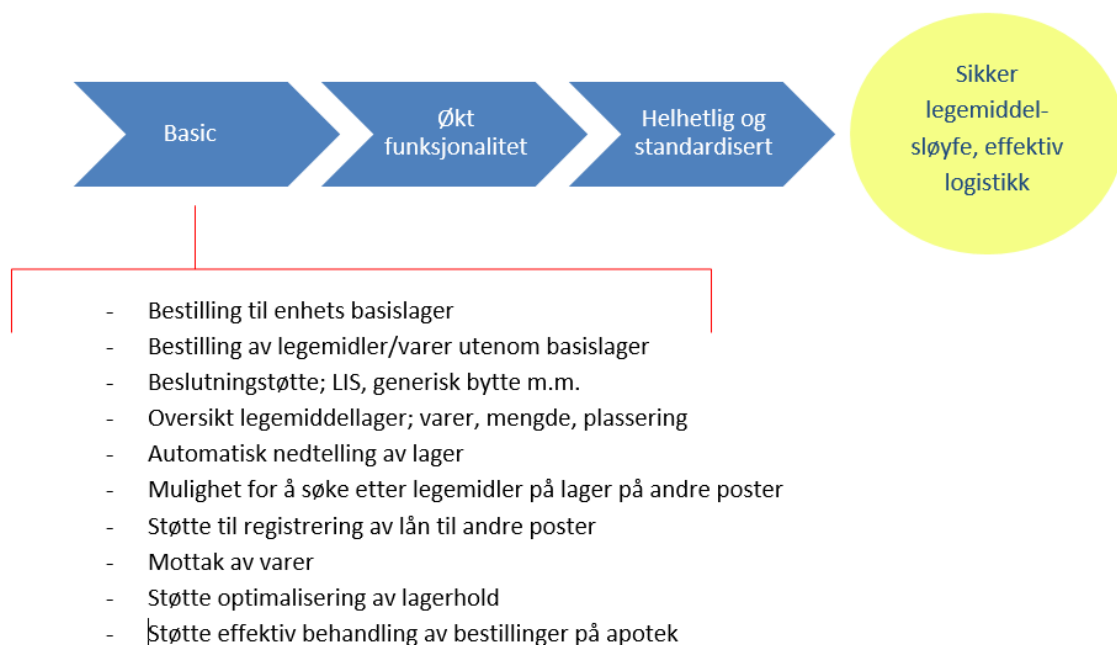 Basic
Økt
funksjonalitet
Helhetlig og
standardisert
Sikker
legemiddel-
sløyfe, effektiv
logistikk
- Bestilling til enhets basislager
- Bestilling av legemidler/varer utenom basislager
- Beslutningstøtte; LIS, generisk bytte m.m.
- Oversikt legemiddellager; varer, mengde, plassering
- Automatisk nedtelling av lager
- Mulighet for å søke etter legemidler på lager på andre poster
- Støtte til registrering av lån til andre poster
- Mottak av varer
- Støtte optimalisering av lagerhold
- Støtte effektiv behandling av bestillinger på apotek